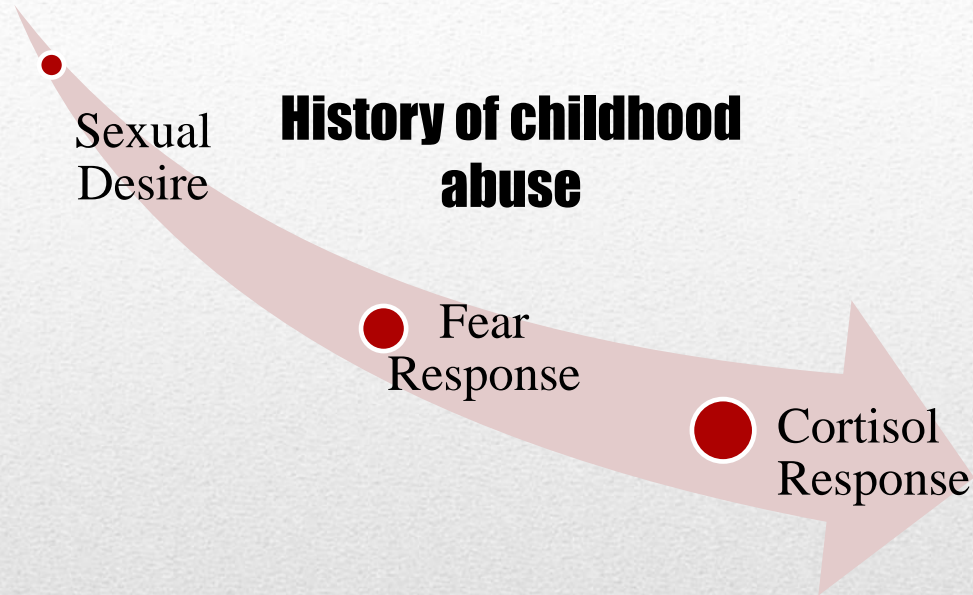 History of childhood
abuse
Sexual
Desire
Fear
Response
Cortisol
Response